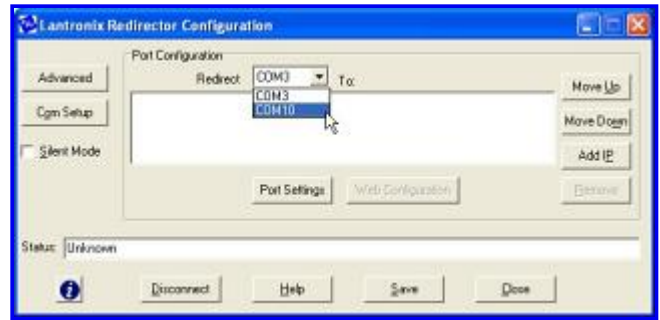 Lantronix Redirector Configuration
Port Configuration
Advanced
Redirect COM3 To:
COM3
COM10
Move Up
Com Setup
Move Down
Silent Mode
Add IP
Port Settings
Web Configuration
Remove
Status: Unknown
Disconnect
Help
Save
Close